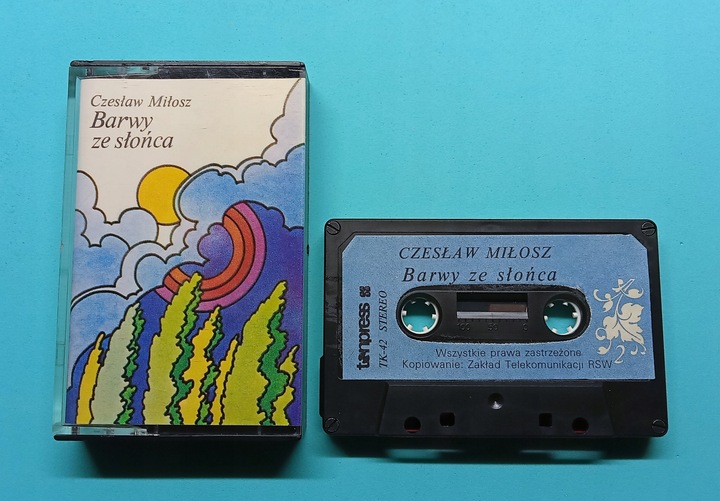 Czesław Miłosz
Barwy
ze słońca
CZESŁAW MIŁOSZ
Barwy ze słońca
tonpress
TK-42 STEREO
Wszystkie prawa zastrzeżone
Kopiowanie: Zakład Telekomunikacji RSW
2